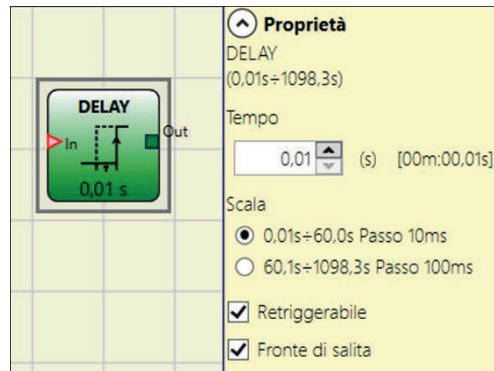 DELAY
In
Out
0,01 s
Proprietà
DELAY
(0,01s÷1098,3s)
Tempo
0,01 (s) [00m:00,01s]
Scala
0,01s÷60,0s Passo 10ms
60,1s÷1098,3s Passo 100ms
Retriggerabile
Fronte di salita